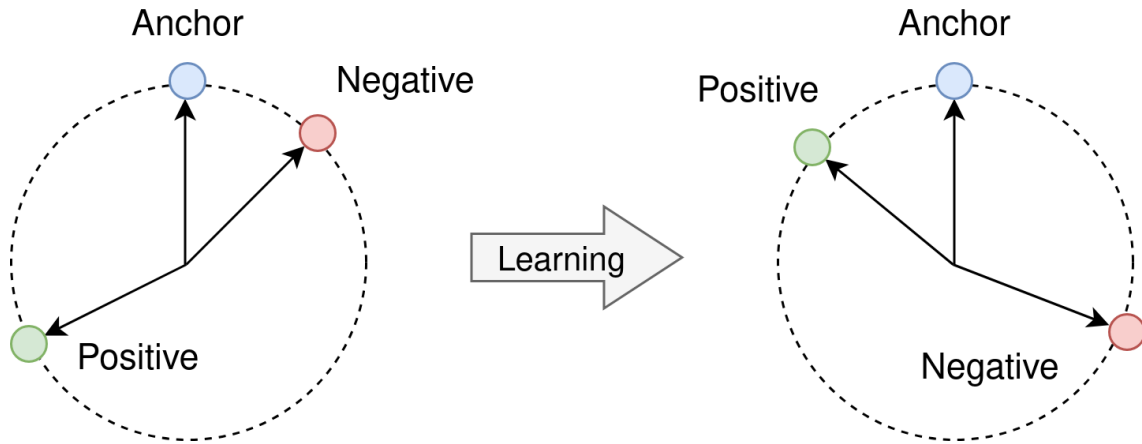 Anchor
Negative
Positive
Learning
Anchor
Positive
Negative